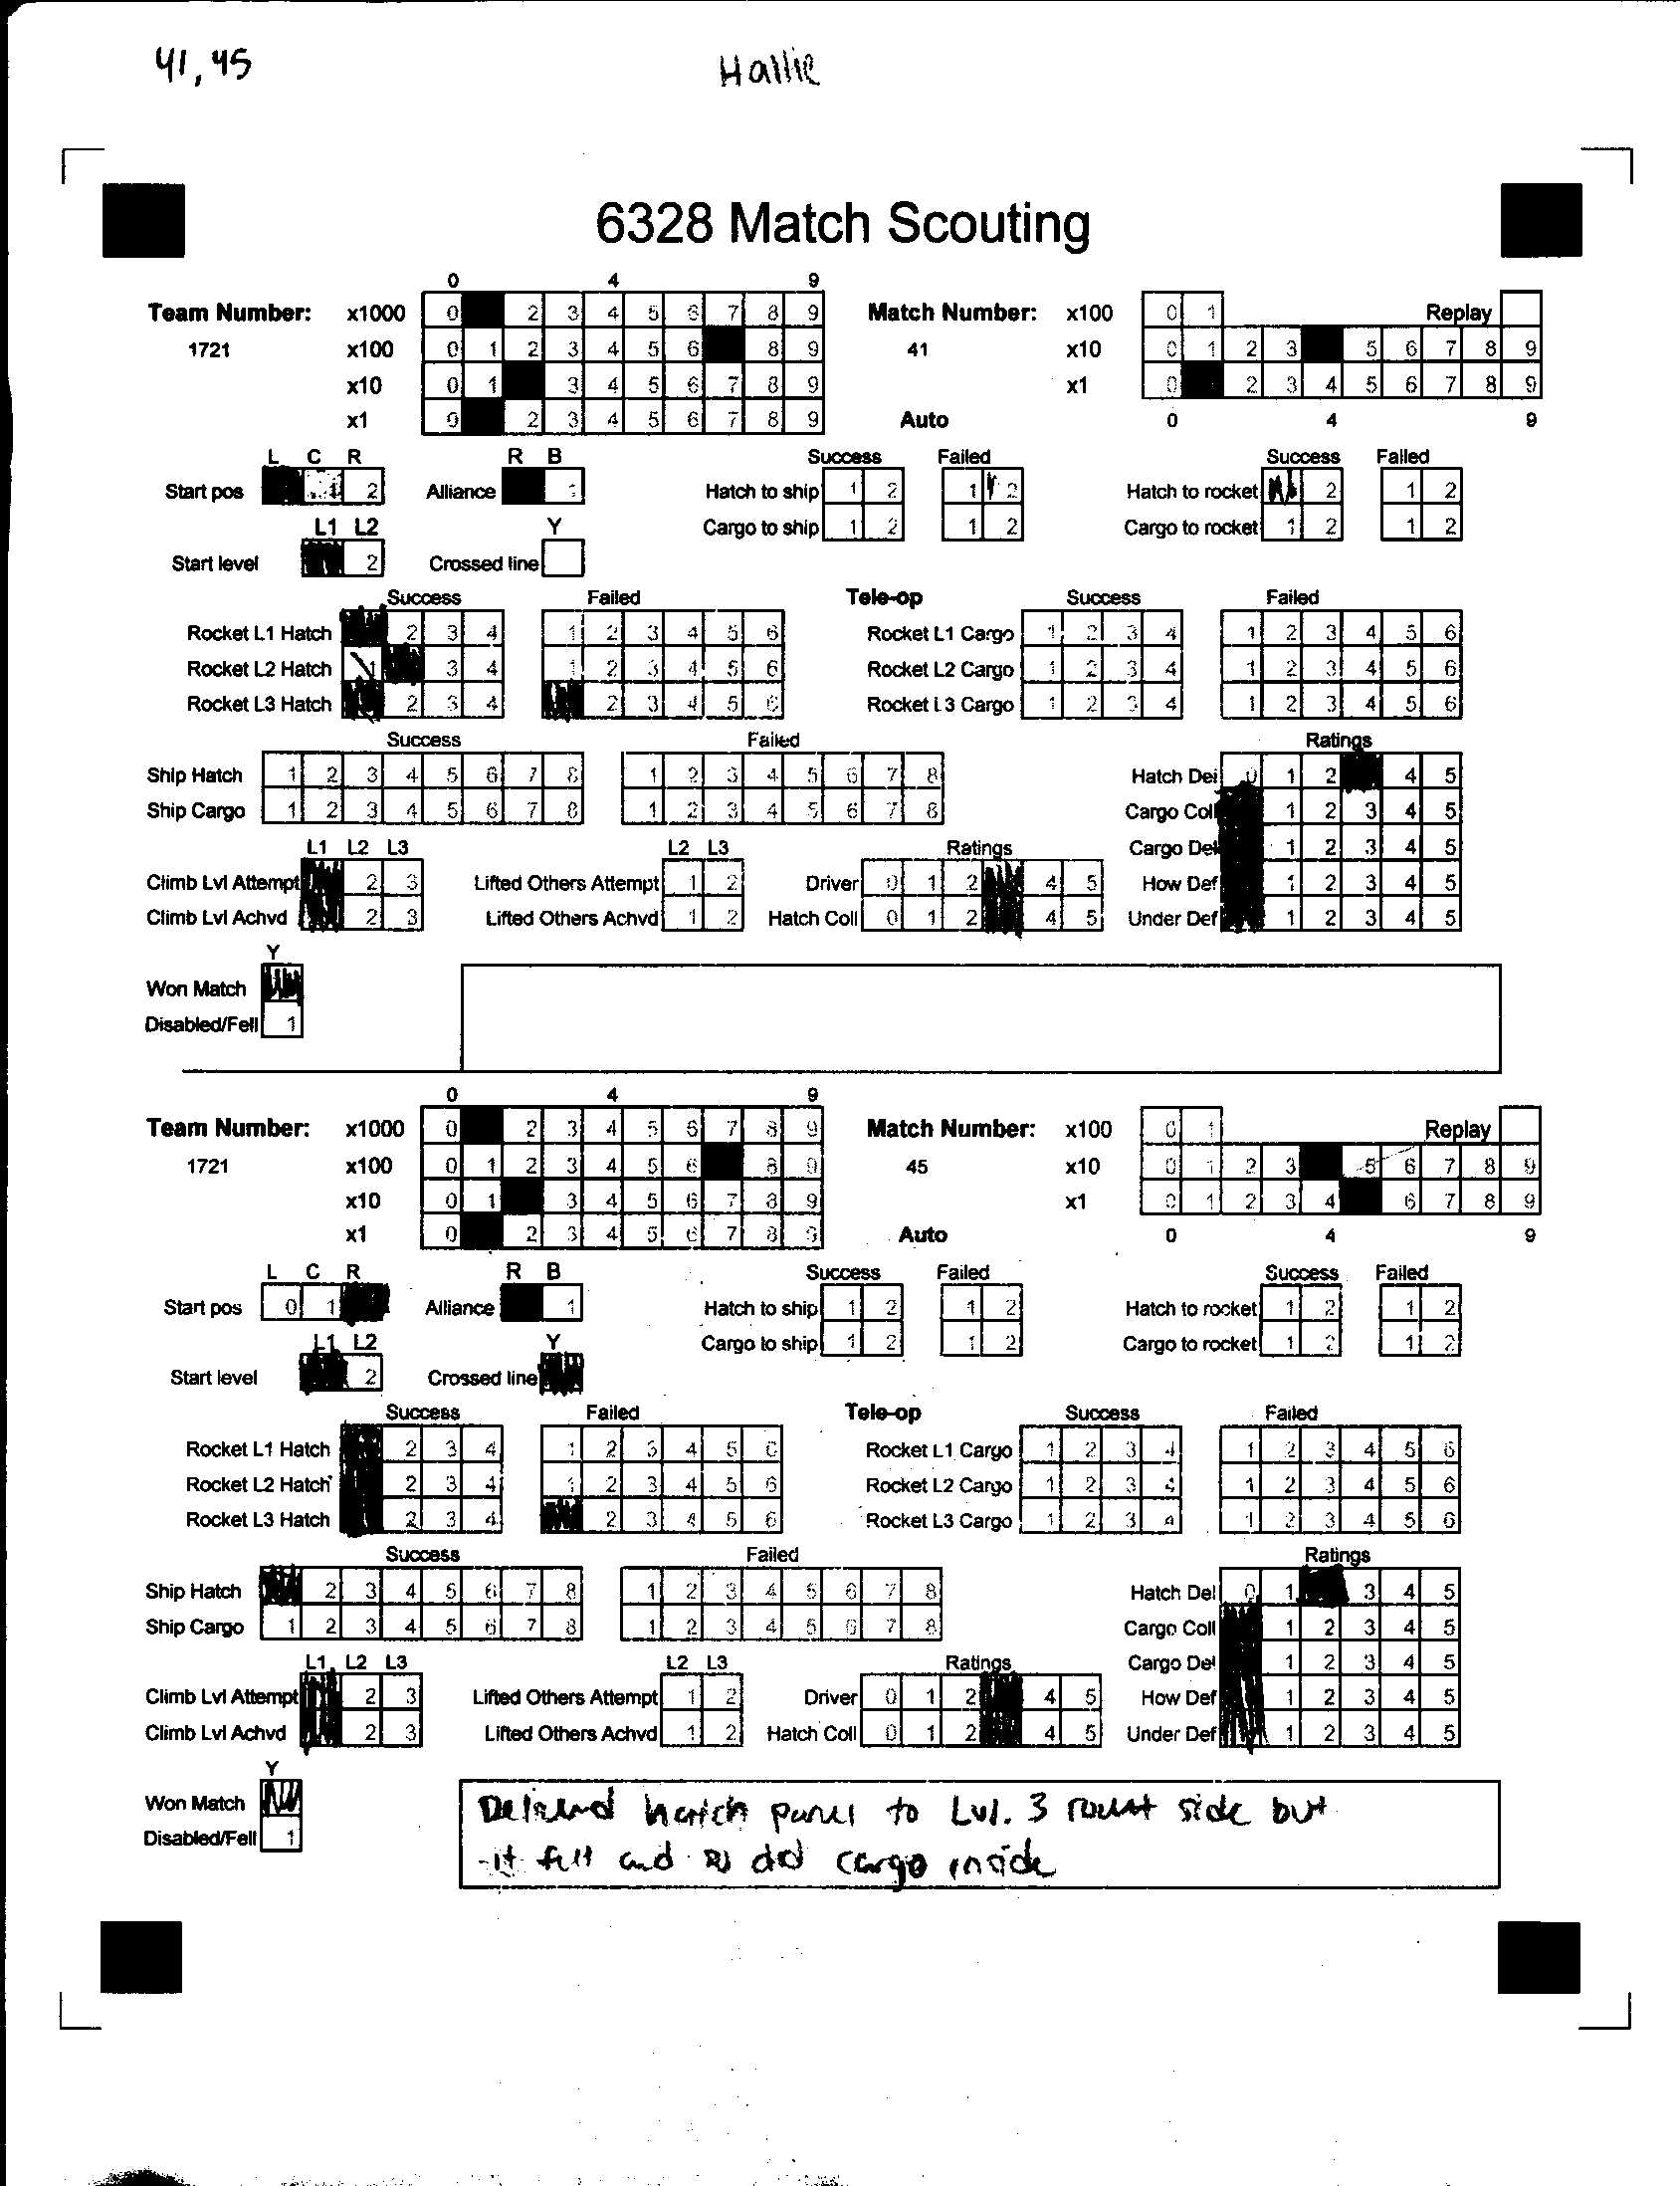 41, 45 Hallie
6328 Match Scouting
0 4 9
Team Number: x1000 0 2 3 4 5 6 7 8 9 Match Number: x100 0 1 Replay
1721 x100 0 1 2 3 4 5 6 8 9 41 x10 0 1 2 3 5 6 7 8 9
x10 0 1 3 4 5 6 7 8 9 x1 0 2 3 4 5 6 7 8 9
x1 0 2 3 4 5 6 7 8 9 Auto 0 4 9
L C R R B Success Failed Success Failed
Start pos 1 2 Alliance 1 Hatch to ship 1 2 1 2 Hatch to rocket 2 1 2
L1 L2 Y Cargo to ship 1 2 1 2 Cargo to rocket 1 2 1 2
Start level 2 Crossed line
Success Failed Tele-op Success Failed
Rocket L1 Hatch 2 3 4 1 2 3 4 5 6 Rocket L1 Cargo 1 2 3 4 1 2 3 4 5 6
Rocket L2 Hatch 1 3 4 1 2 3 4 5 6 Rocket L2 Cargo 1 2 3 4 1 2 3 4 5 6
Rocket L3 Hatch 2 3 4 2 3 4 5 6 Rocket L3 Cargo 1 2 3 4 1 2 3 4 5 6
Success Failed Ratings
Ship Hatch 1 2 3 4 5 6 7 8 1 2 3 4 5 6 7 8 Hatch Del 0 1 2 4 5
Ship Cargo 1 2 3 4 5 6 7 8 1 2 3 4 5 6 7 8 Cargo Coll 1 2 3 4 5
L1 L2 L3 L2 L3 Ratings Cargo Del 1 2 3 4 5
Climb Lvl Attempt 2 3 Lifted Others Attempt 1 2 Driver 0 1 2 4 5 How Def 1 2 3 4 5
Climb Lvl Achvd 2 3 Lifted Others Achvd 1 2 Hatch Coll 0 1 2 4 5 Under Def 1 2 3 4 5
Y
Won Match
Disabled/Fell 1
0 4 9
Team Number: x1000 0 2 3 4 5 6 7 8 9 Match Number: x100 0 1 Replay
1721 x100 0 1 2 3 4 5 6 8 9 45 x10 0 1 2 3 5 6 7 8 9
x10 0 1 3 4 5 6 7 8 9 x1 0 1 2 3 4 6 7 8 9
x1 0 2 3 4 5 6 7 8 9 Auto 0 4 9
L C R R B Success Failed Success Failed
Start pos 0 1 Alliance 1 Hatch to ship 1 2 1 2 Hatch to rocket 1 2 1 2
L1 L2 Y Cargo to ship 1 2 1 2 Cargo to rocket 1 2 1 2
Start level 2 Crossed line
Success Failed Tele-op Success Failed
Rocket L1 Hatch 2 3 4 1 2 3 4 5 6 Rocket L1 Cargo 1 2 3 4 1 2 3 4 5 6
Rocket L2 Hatch 2 3 4 1 2 3 4 5 6 Rocket L2 Cargo 1 2 3 4 1 2 3 4 5 6
Rocket L3 Hatch 2 3 4 2 3 4 5 6 Rocket L3 Cargo 1 2 3 4 1 2 3 4 5 6
Success Failed Ratings
Ship Hatch 2 3 4 5 6 7 8 1 2 3 4 5 6 7 8 Hatch Del 0 1 3 4 5
Ship Cargo 1 2 3 4 5 6 7 8 1 2 3 4 5 6 7 8 Cargo Coll 1 2 3 4 5
L1 L2 L3 L2 L3 Ratings Cargo Del 1 2 3 4 5
Climb Lvl Attempt 2 3 Lifted Others Attempt 1 2 Driver 0 1 2 4 5 How Def 1 2 3 4 5
Climb Lvl Achvd 2 3 Lifted Others Achvd 1 2 Hatch Coll 0 1 2 4 5 Under Def 1 2 3 4 5
Y
Won Match
Disabled/Fell 1
hatch panel to Lvl. 3 rocket side but
it fell and so did cargo inside